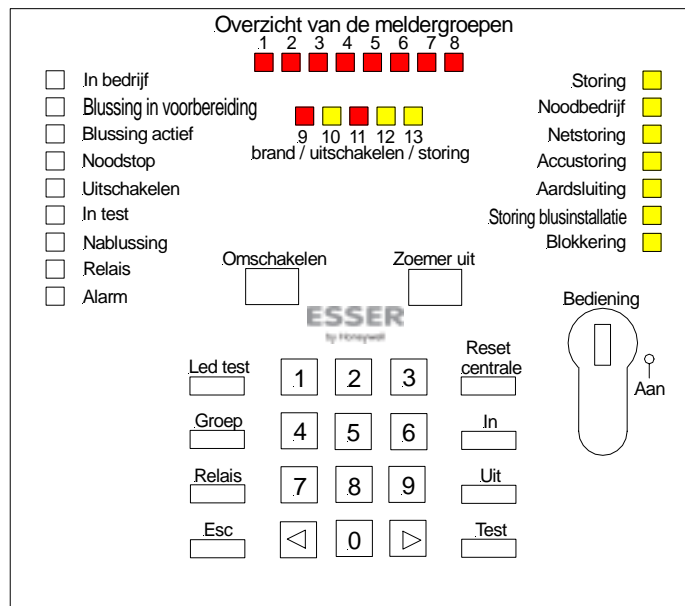 Overzicht van de meldergroepen
1 2 3 4 5 6 7 8
In bedrijf
Blussing in voorbereiding
Blussing actief
Noodstop
Uitschakelen
In test
Nablussing
Relais
Alarm
9 10 11 12 13
brand / uitschakelen / storing
Storing
Noodbedrijf
Netstoring
Accustoring
Aardsluiting
Storing blusinstallatie
Blokkering
Omschakelen
Zoemer uit
ESSER
by Honeywell
Bediening
Aan
Led test
1 2 3
Reset
centrale
Groep
4 5 6
In
Relais
7 8 9
Uit
Esc
0
Test